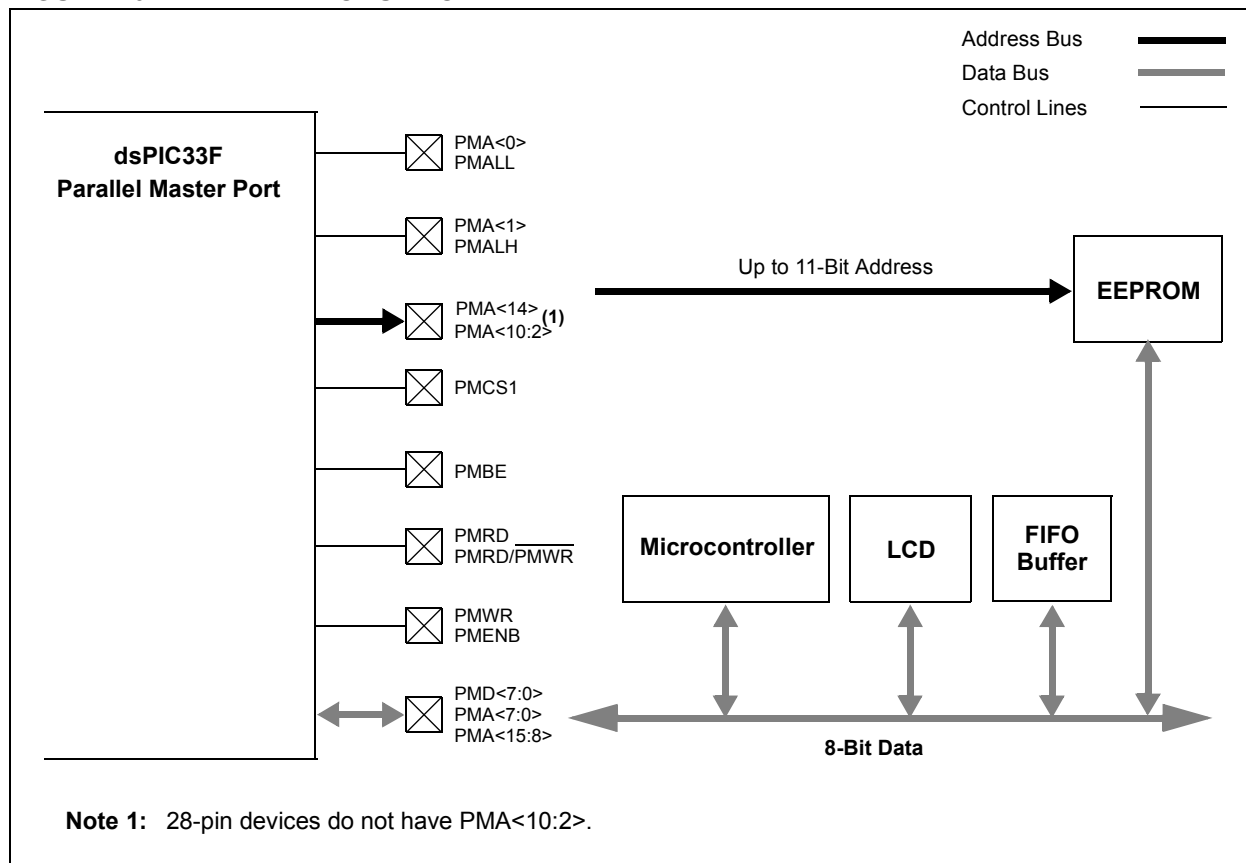 Address Bus
Data Bus
Control Lines
dsPIC33F
Parallel Master Port
PMA<0>
PMALL
PMA<1>
PMALH
PMA<14>
PMA<10:2>
(1)
PMCS1
PMBE
PMRD
PMRD/PMWR
PMWR
PMENB
PMD<7:0>
PMA<7:0>
PMA<15:8>
Up to 11-Bit Address
EEPROM
Microcontroller
LCD
FIFO
Buffer
8-Bit Data
Note 1: 28-pin devices do not have PMA<10:2>.